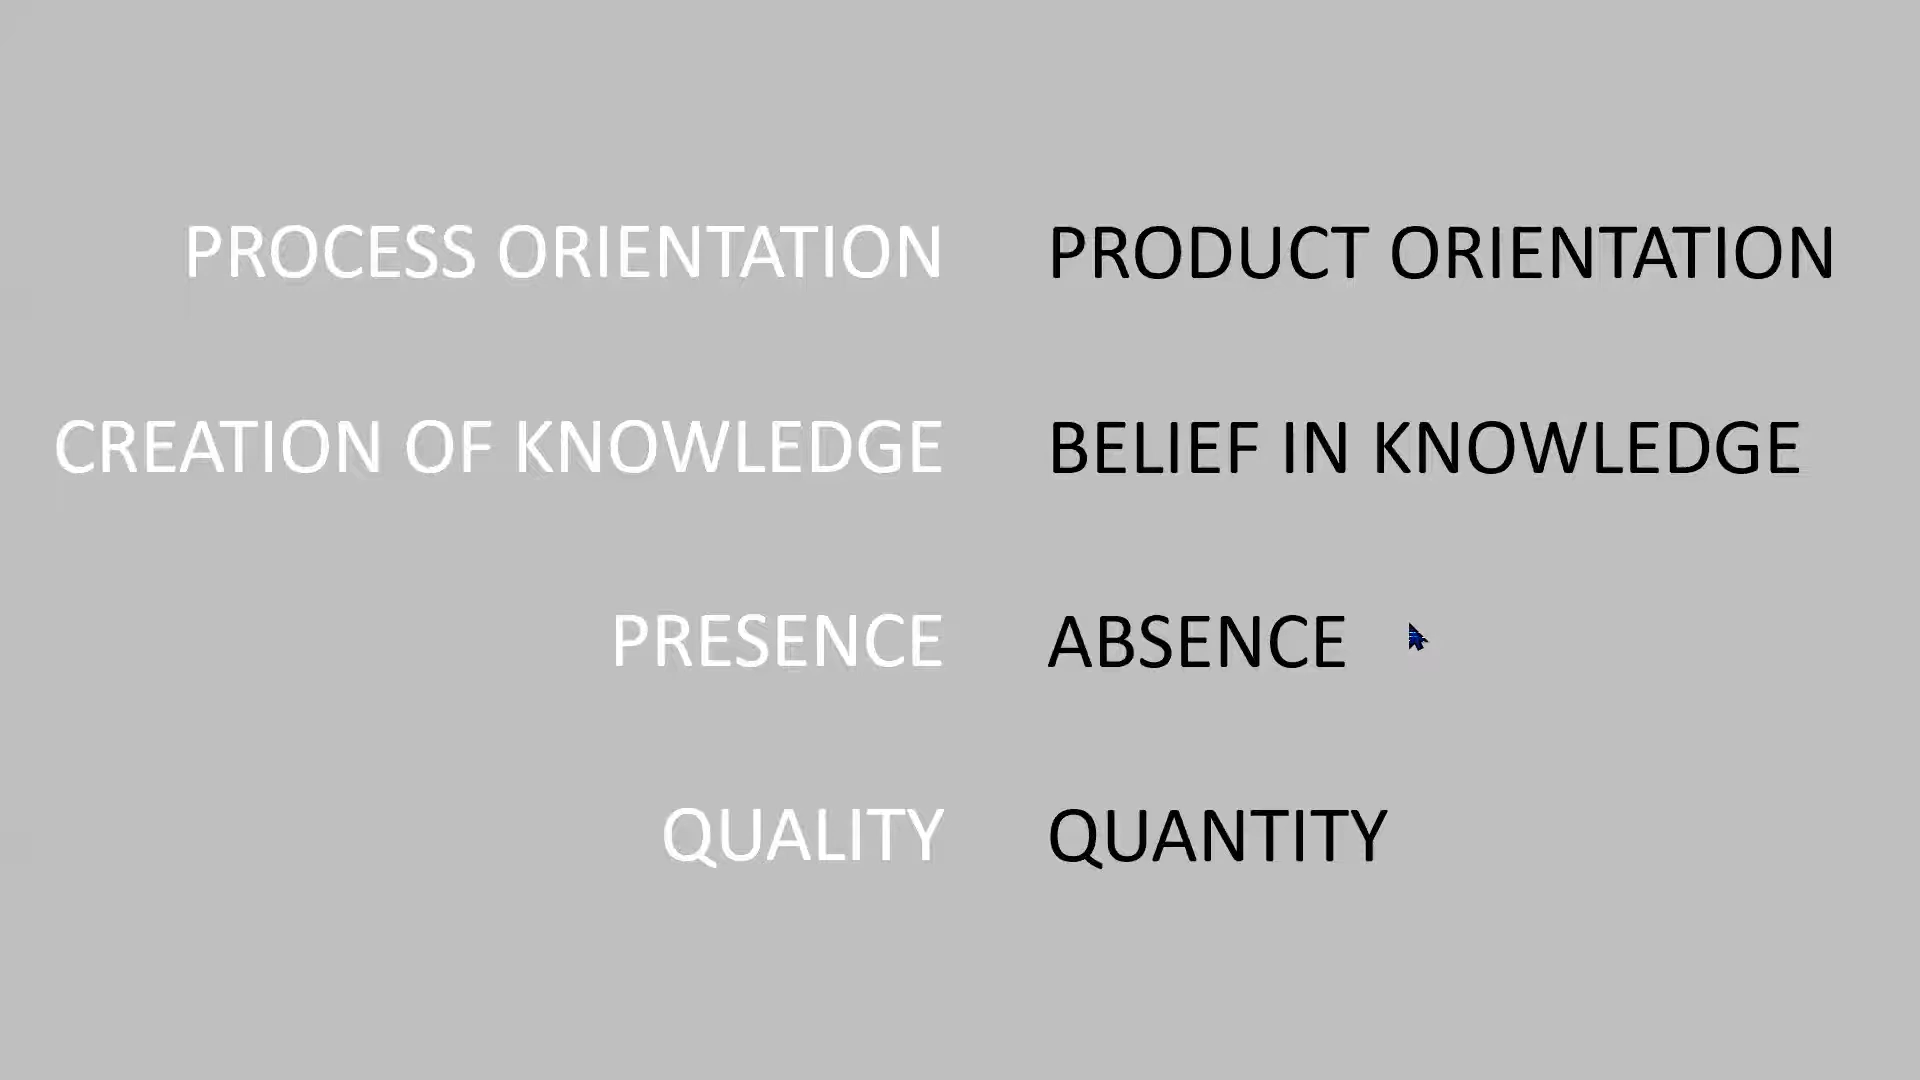 PROCESS ORIENTATION PRODUCT ORIENTATION
CREATION OF KNOWLEDGE BELIEF IN KNOWLEDGE
PRESENCE ABSENCE
QUALITY QUANTITY